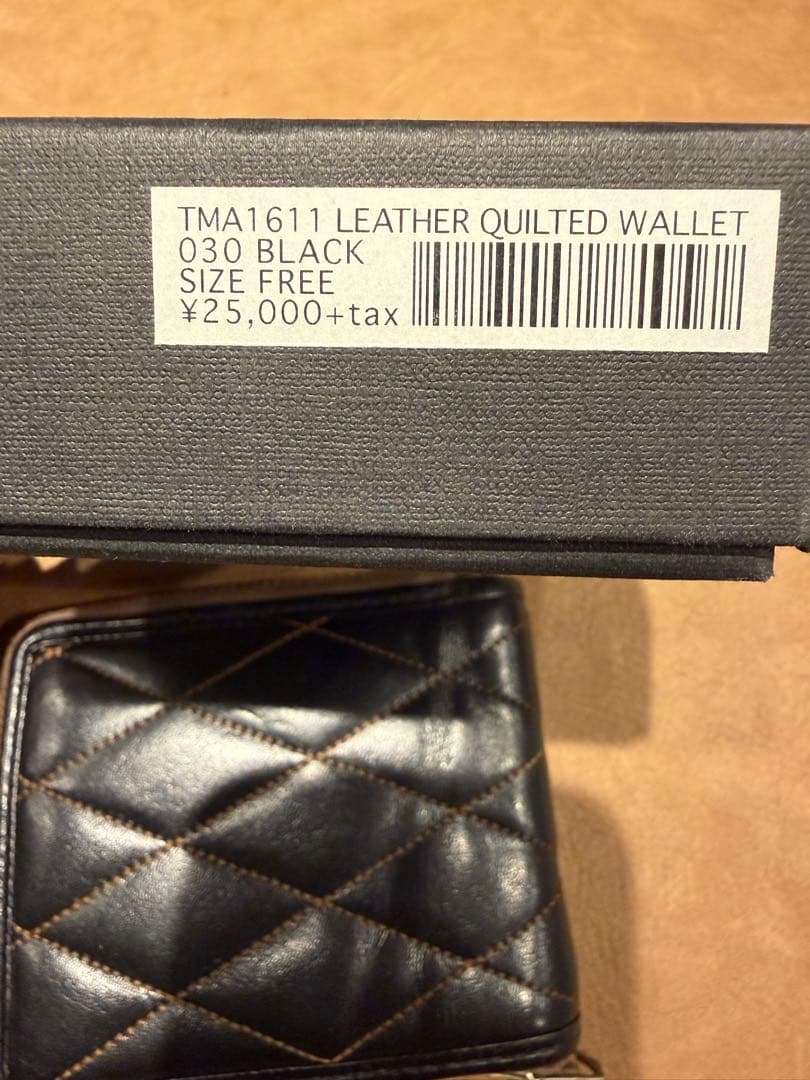 TMA1611 LEATHER QUILTED WALLET
030 BLACK
SIZE FREE
¥25,000+tax